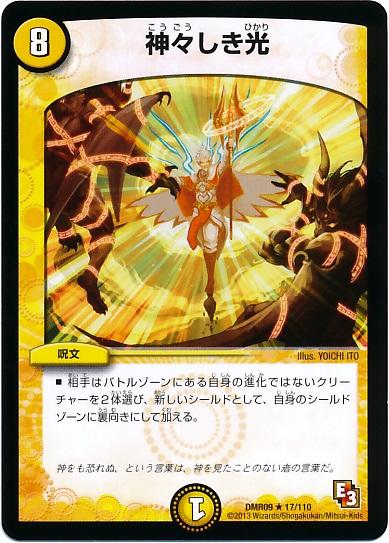 8
こうごう ひかり
神々しき光
呪文
Illus. YOICHI ITO
■ 相手はバトルゾーンにある自身の進化ではないクリー
チャーを2体選び、新しいシールドとして、自身のシールド
ゾーンに裏向きにして加える。
神をも恐れぬ、という言葉は、神を見たことのない者の言葉だ。
1
DMR09 ★ 17/110
©2013 Wizards/Shogakukan/Mitsui-Kids
E3